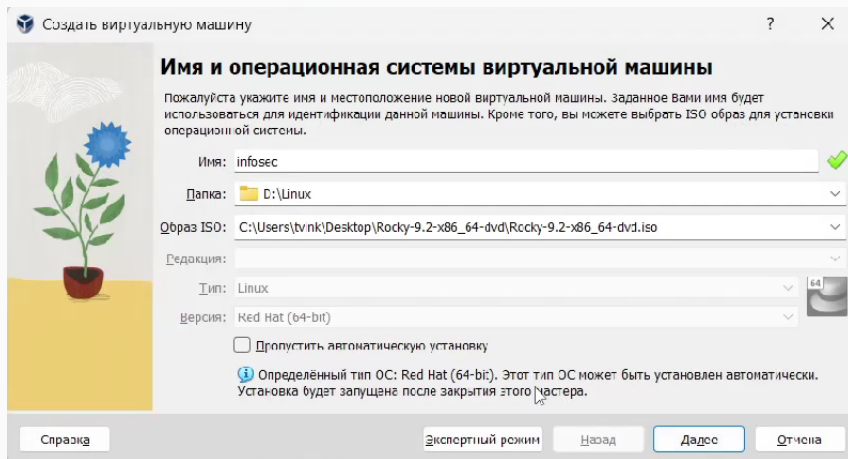 Создать виртуальную машину
Имя и операционная системы виртуальной машины
Пожалуйста укажите имя и местоположение новой виртуальной машины. Заданное Вами имя будет
использоваться для идентификации данной машины. Кроме того, вы можете выбрать ISO образ для установки
операционной системы.
Имя: infosec
Папка: D:\Linux
Образ ISO: C:\Users\tvink\Desktop\Rocky-9.2-x86_64-dvd\Rocky-9.2-x86_64-dvd.iso
Редакция:
Тип: Linux
64
Версия: Red Hat (64-bit)
Пропустить автоматическую установку
Определённый тип ОС: Red Hat (64-bit). Этот тип ОС может быть установлен автоматически.
Установка будет запущена после закрытия этого мастера.
Справка Экспертный режим Назад Далее Отмена